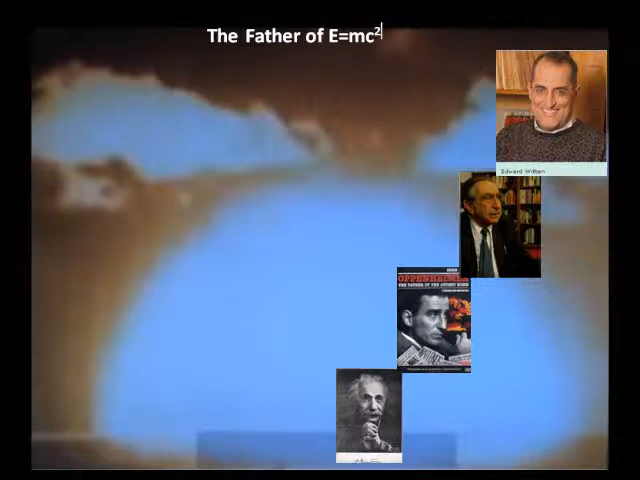 The Father of E=mc²
Edward Witten
OPPENHEIMER
THE FATHER OF THE ATOMIC BOMB